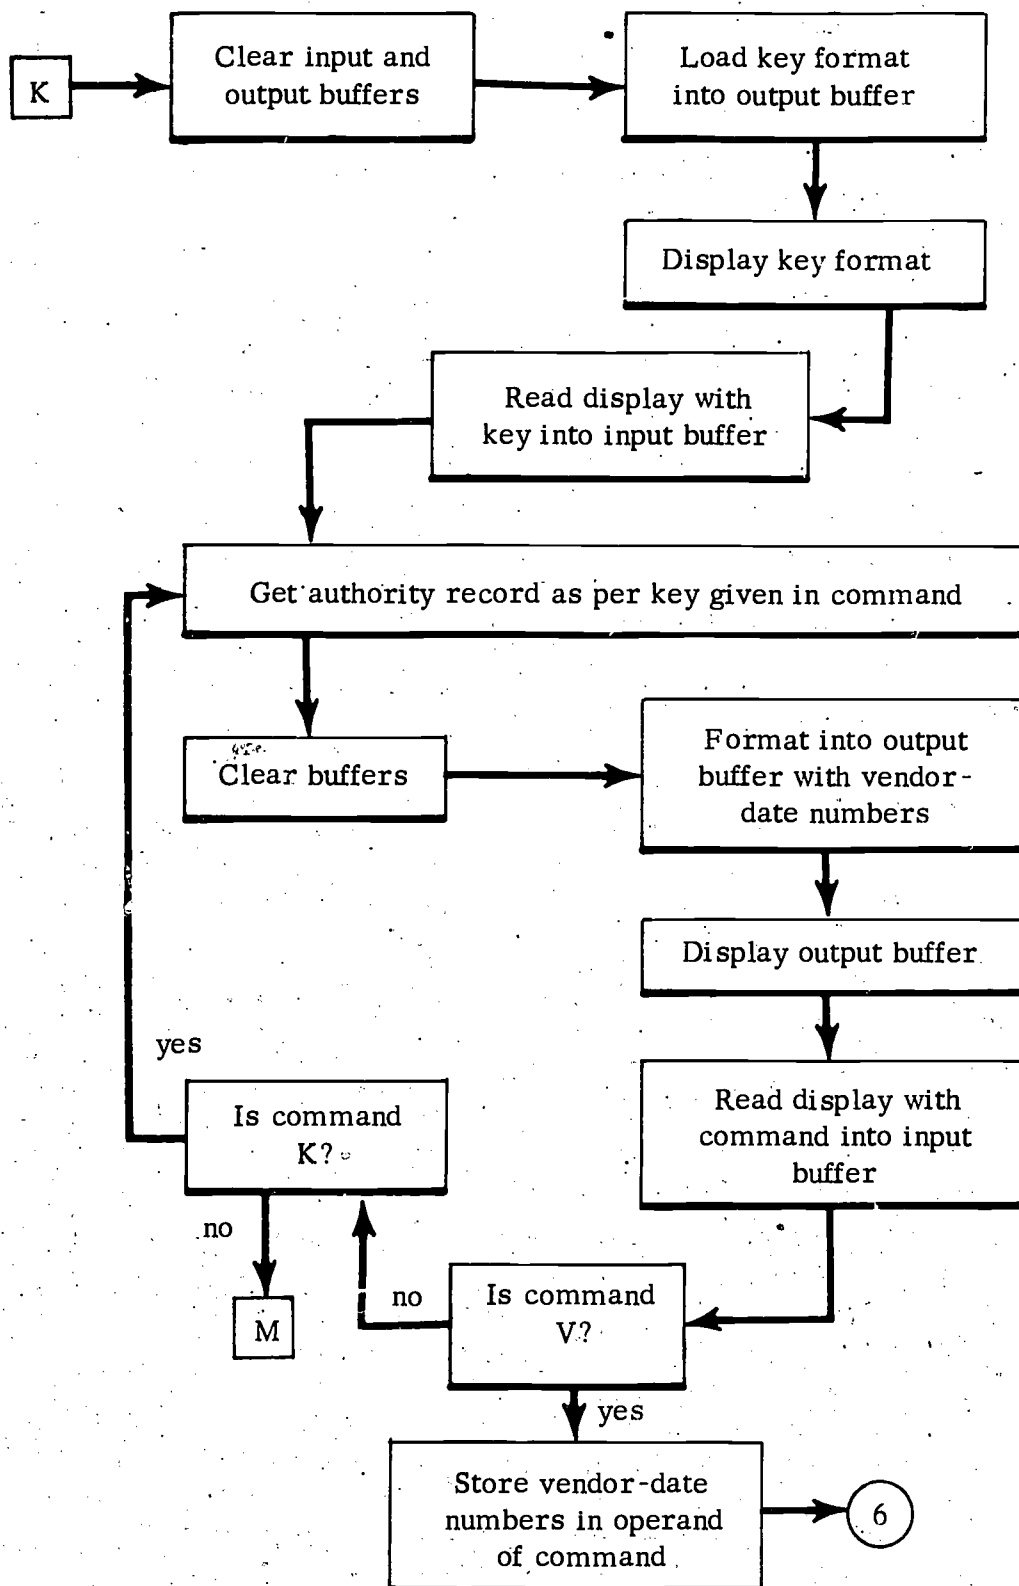 K
Clear input and
output buffers
Load key format
into output buffer
Display key format
Read display with
key into input buffer
Get authority record as per key given in command
Clear buffers
Format into output
buffer with vendor-
date numbers
Display output buffer
Read display with
command into input
buffer
yes
Is command
K?
no
M
no
Is command
V?
yes
Store vendor-date
numbers in operand
of command
6